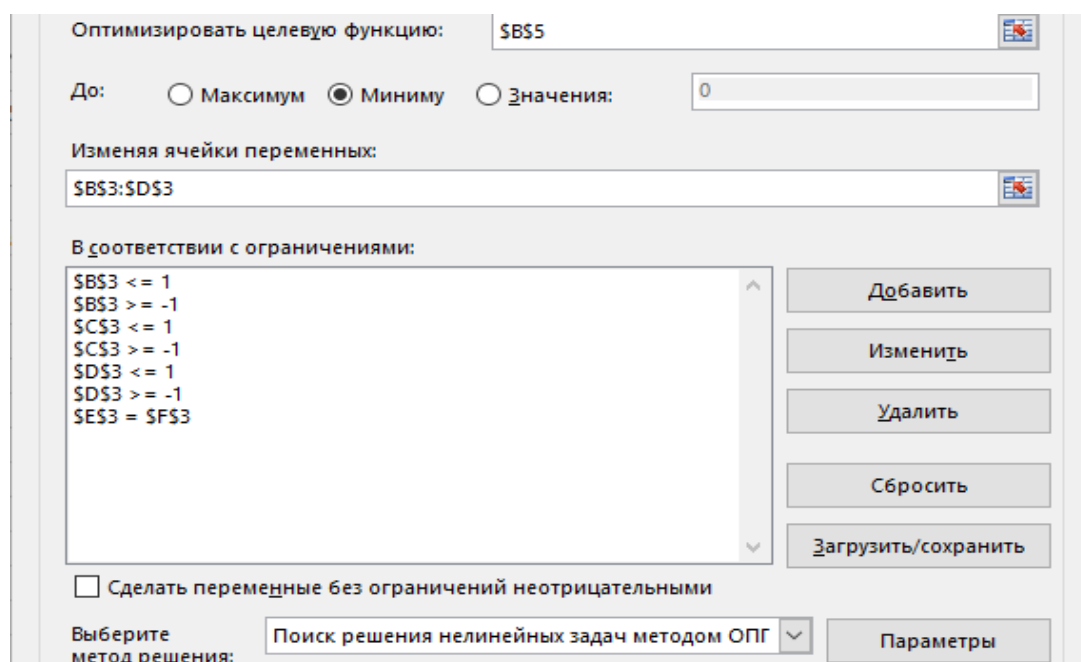 Оптимизировать целевую функцию: $B$5
До: Максимум Миниму Значения: 0
Изменяя ячейки переменных:
$B$3:$D$3
В соответствии с ограничениями:
$B$3 <= 1
$B$3 >= -1
$C$3 <= 1
$C$3 >= -1
$D$3 <= 1
$D$3 >= -1
$E$3 = $F$3
Добавить
Изменить
Удалить
Сбросить
Загрузить/сохранить
Сделать переменные без ограничений неотрицательными
Выберите
метод решения:
Поиск решения нелинейных задач методом ОПГ
Параметры